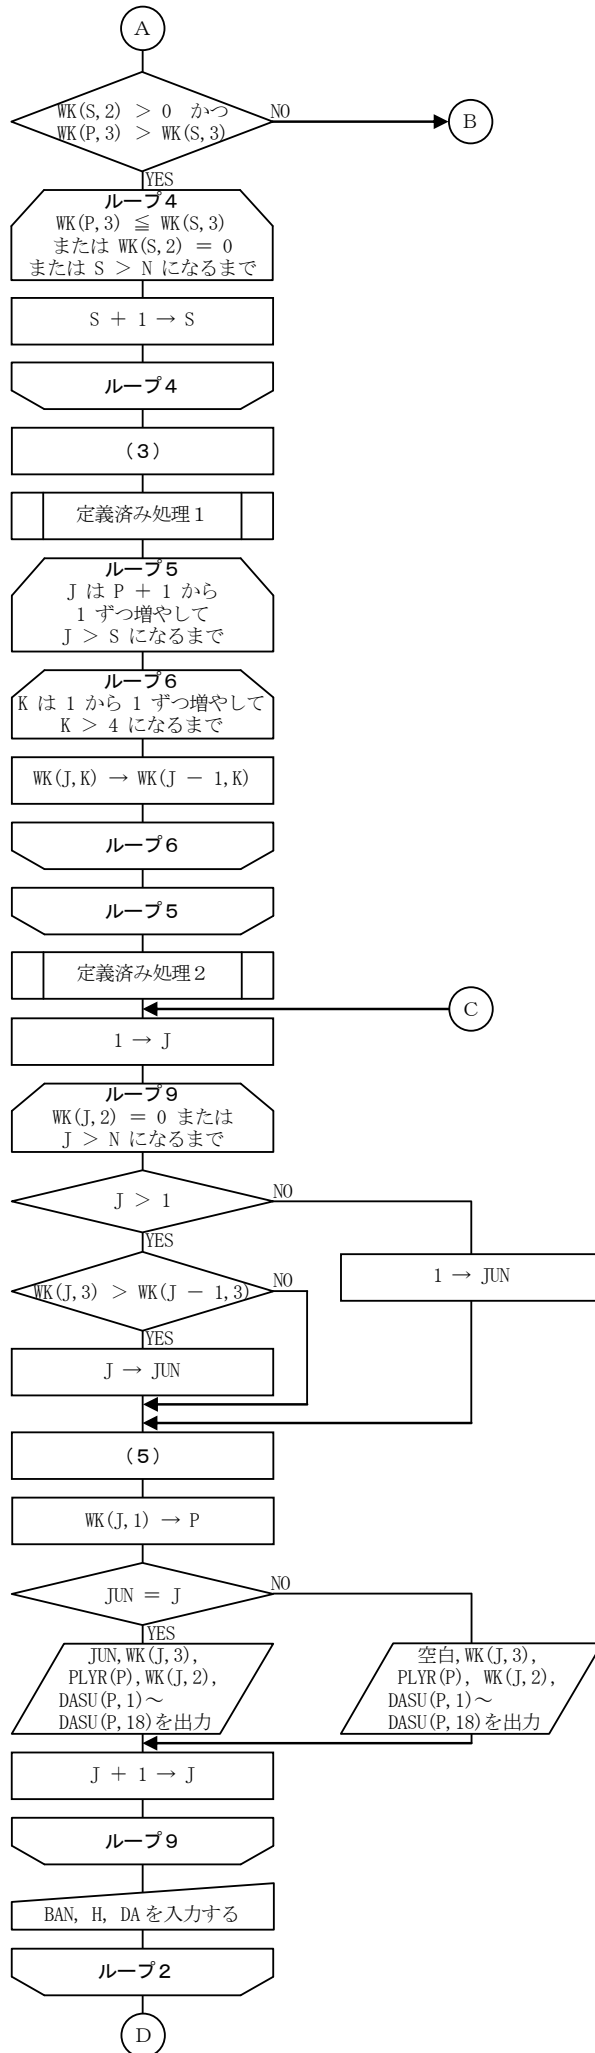 A
WK(S,2) > 0 かつ
WK(P,3) > WK(S,3)
NO
B
YES
ループ4
WK(P,3) ≦ WK(S,3)
または WK(S,2) = 0
または S > N になるまで
S + 1 → S
ループ4
(3)
定義済み処理1
ループ5
J は P + 1 から
1 ずつ増やして
J > S になるまで
ループ6
K は 1 から 1 ずつ増やして
K > 4 になるまで
WK(J,K) → WK(J - 1,K)
ループ6
ループ5
定義済み処理2
C
1 → J
ループ9
WK(J,2) = 0 または
J > N になるまで
J > 1
NO
YES
WK(J,3) > WK(J - 1,3)
NO
1 → JUN
YES
J → JUN
(5)
WK(J,1) → P
JUN = J
NO
YES
JUN,WK(J,3),
PLYR(P),WK(J,2),
DASU(P,1)～
DASU(P,18)を出力
空白,WK(J,3),
PLYR(P), WK(J,2),
DASU(P,1)～
DASU(P,18)を出力
J + 1 → J
ループ9
BAN, H, DA を入力する
ループ2
D